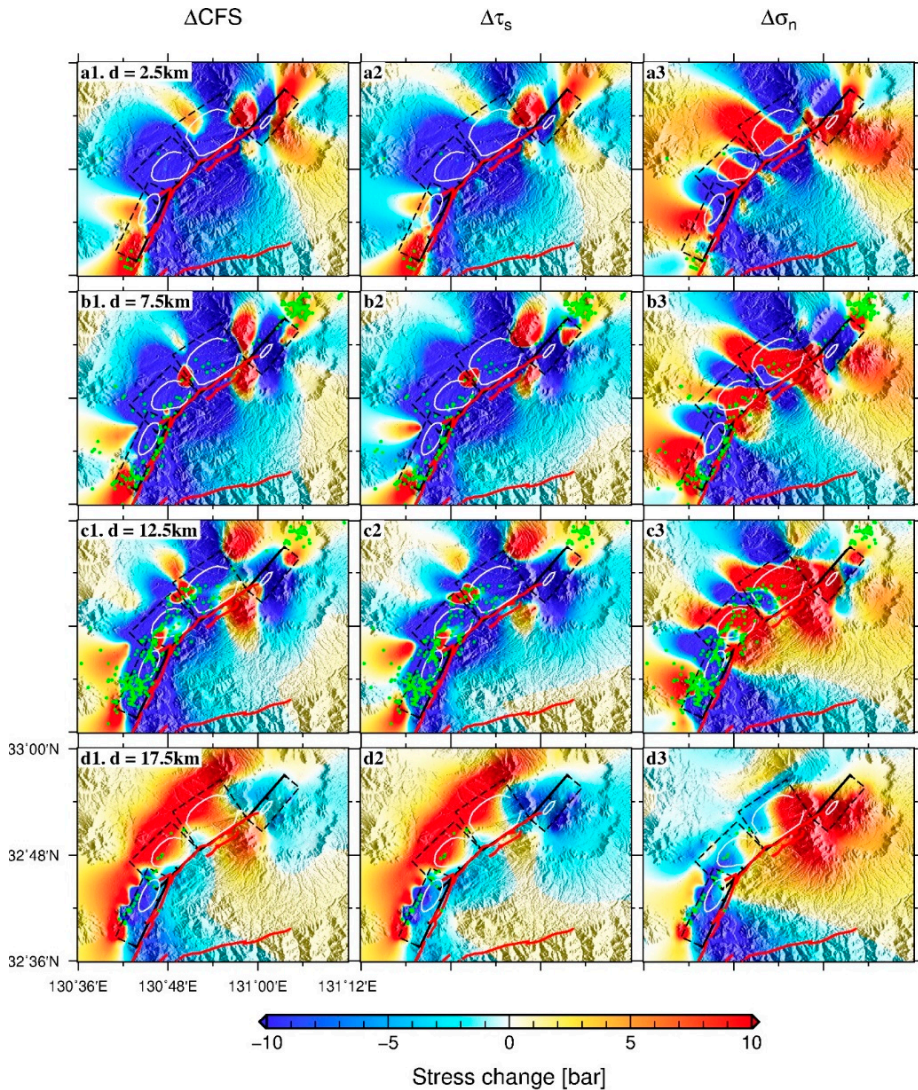 ΔCFS Δτs Δσn
a1. d = 2.5km a2 a3
b1. d = 7.5km b2 b3
c1. d = 12.5km c2 c3
33˚00'N
d1. d = 17.5km d2 d3
32˚48'N
32˚36'N
130˚36'E 130˚48'E 131˚00'E 131˚12'E
−10 −5 0 5 10
Stress change [bar]